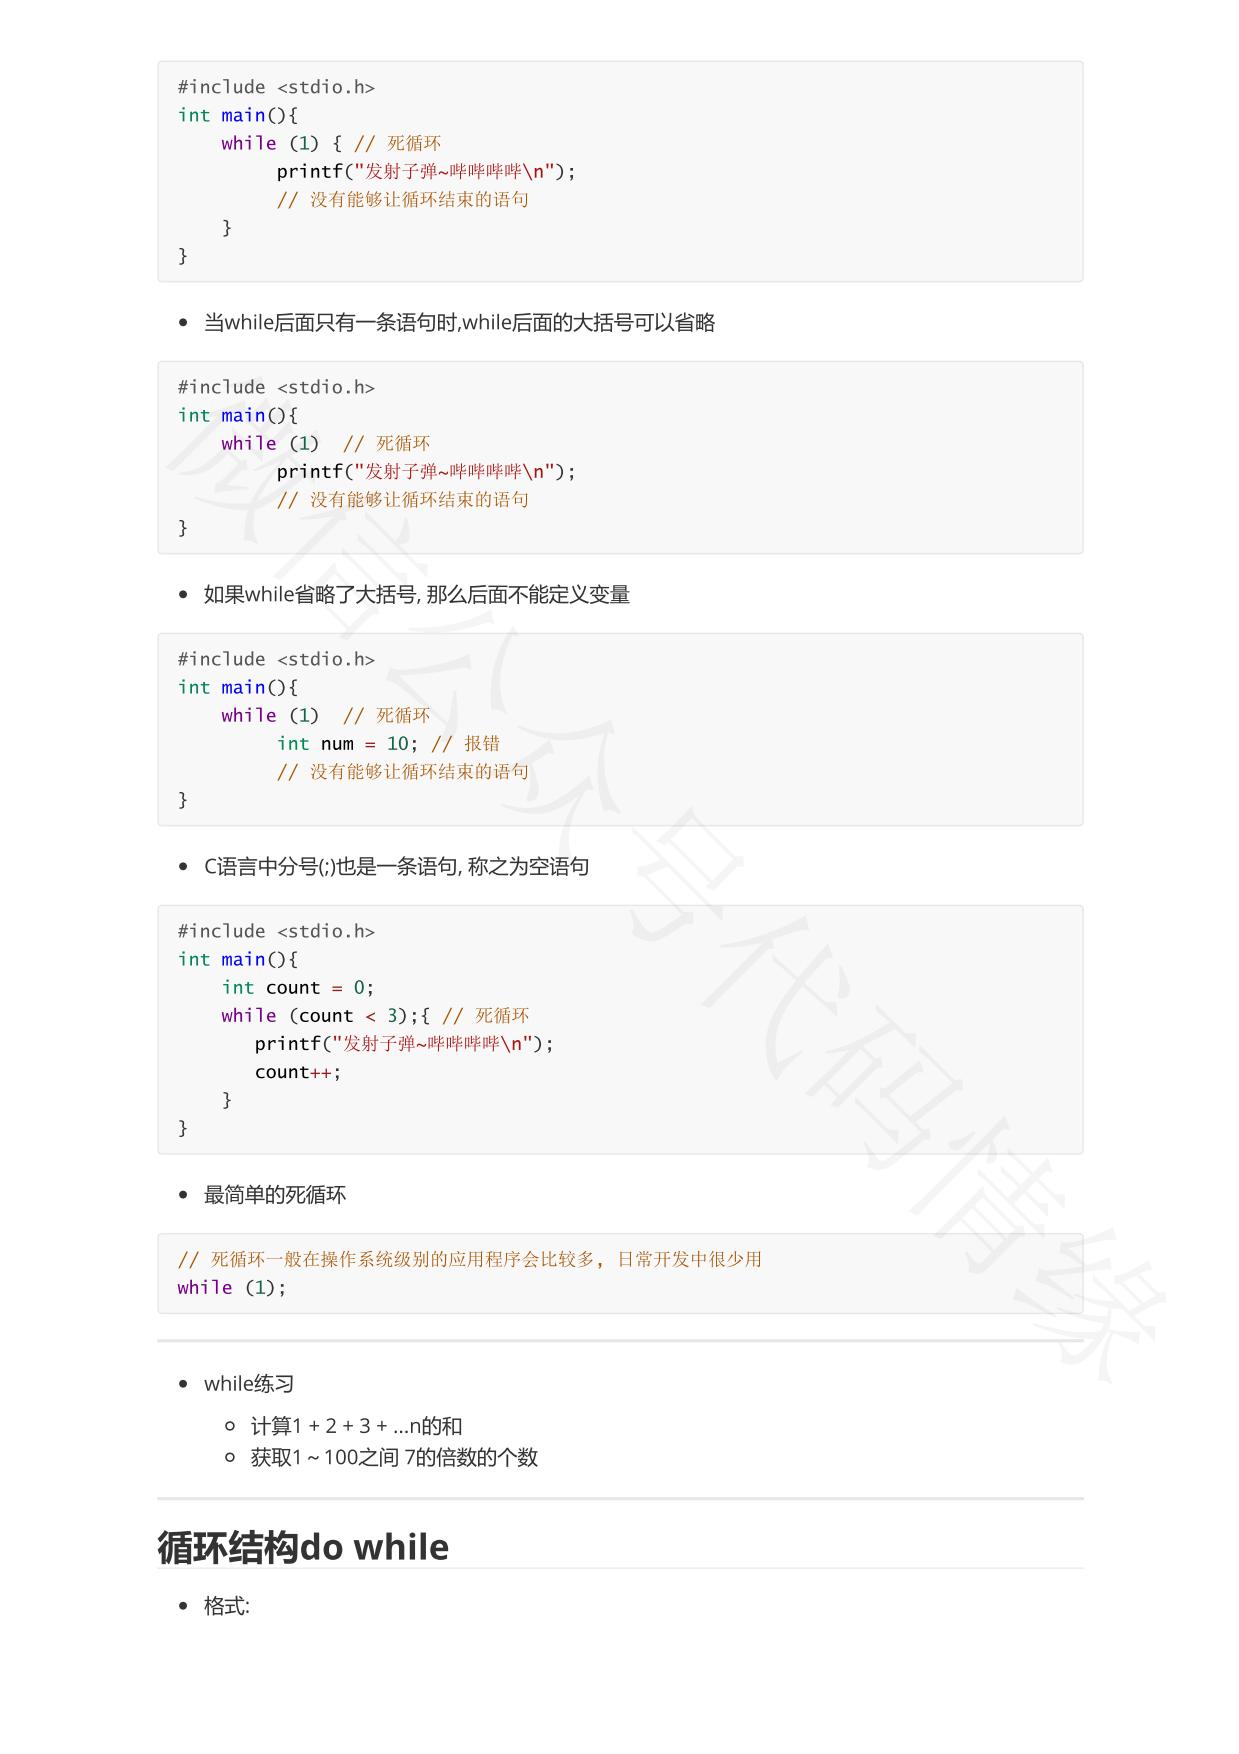 #include <stdio.h>
int main(){
    while (1) { // 死循环
         printf("发射子弹~哔哔哔哔\n");
         // 没有能够让循环结束的语句
    }
}
当while后面只有一条语句时,while后面的大括号可以省略
#include <stdio.h>
int main(){
    while (1)  // 死循环
         printf("发射子弹~哔哔哔哔\n");
         // 没有能够让循环结束的语句
}
如果while省略了大括号, 那么后面不能定义变量
#include <stdio.h>
int main(){
    while (1)  // 死循环
         int num = 10; // 报错
         // 没有能够让循环结束的语句
}
C语言中分号(;)也是一条语句, 称之为空语句
#include <stdio.h>
int main(){
    int count = 0;
    while (count < 3);{ // 死循环
       printf("发射子弹~哔哔哔哔\n");
       count++;
    }
}
最简单的死循环
// 死循环一般在操作系统级别的应用程序会比较多, 日常开发中很少用
while (1);
while练习
计算1 + 2 + 3 + ...n的和
获取1 ~ 100之间 7的倍数的个数
循环结构do while
格式:
微信公众号代码情缘